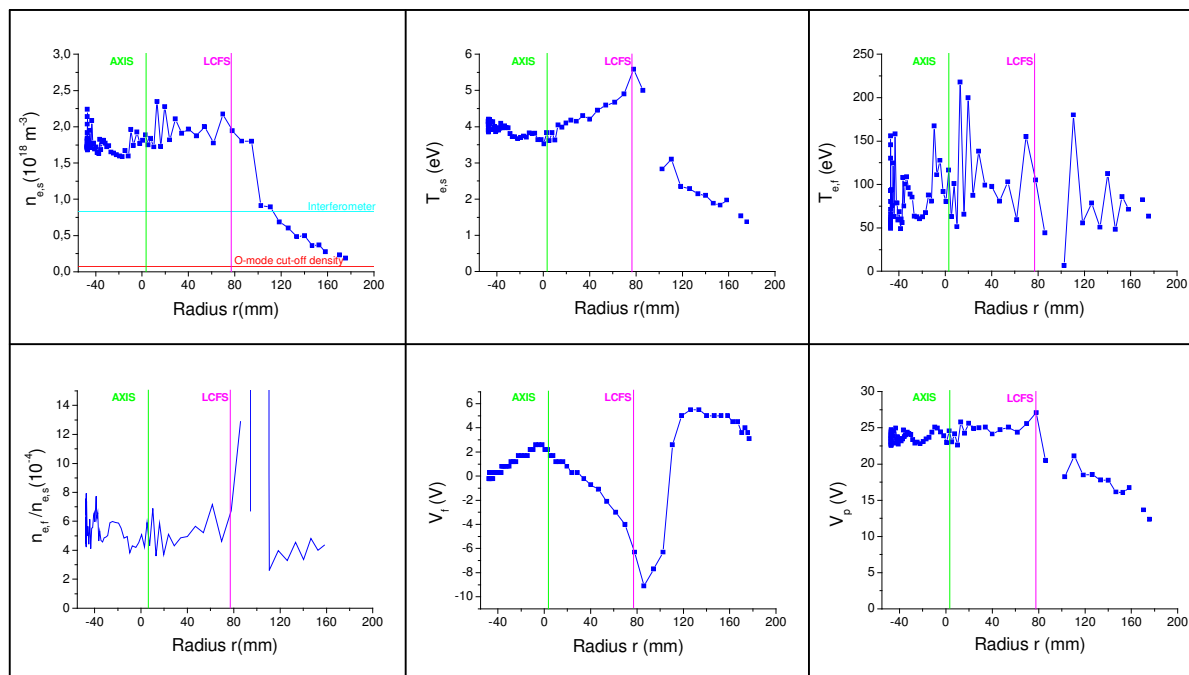 n_{e,s}(10^{18} m^{-3})
3,0
2,5
2,0
1,5
1,0
0,5
0,0
AXIS
LCFS
Interferometer
O-mode cut-off density
-40 0 40 80 120 160 200
Radius r(mm)
T_{e,s} (eV)
6
5
4
3
2
1
0
AXIS
LCFS
-40 0 40 80 120 160 200
Radius r(mm)
T_{e,f} (eV)
250
200
150
100
50
0
AXIS
LCFS
-40 0 40 80 120 160 200
Radius r (mm)
n_{e,f}/n_{e,s}(10^{-4})
14
12
10
8
6
4
2
0
AXIS
LCFS
-40 0 40 80 120 160 200
Radius r(mm)
V_f (V)
6
4
2
0
-2
-4
-6
-8
-10
AXIS
LCFS
-40 0 40 80 120 160 200
Radius r (mm)
V_p (V)
30
25
20
15
10
5
0
AXIS
LCFS
-40 0 40 80 120 160 200
Radius r (mm)